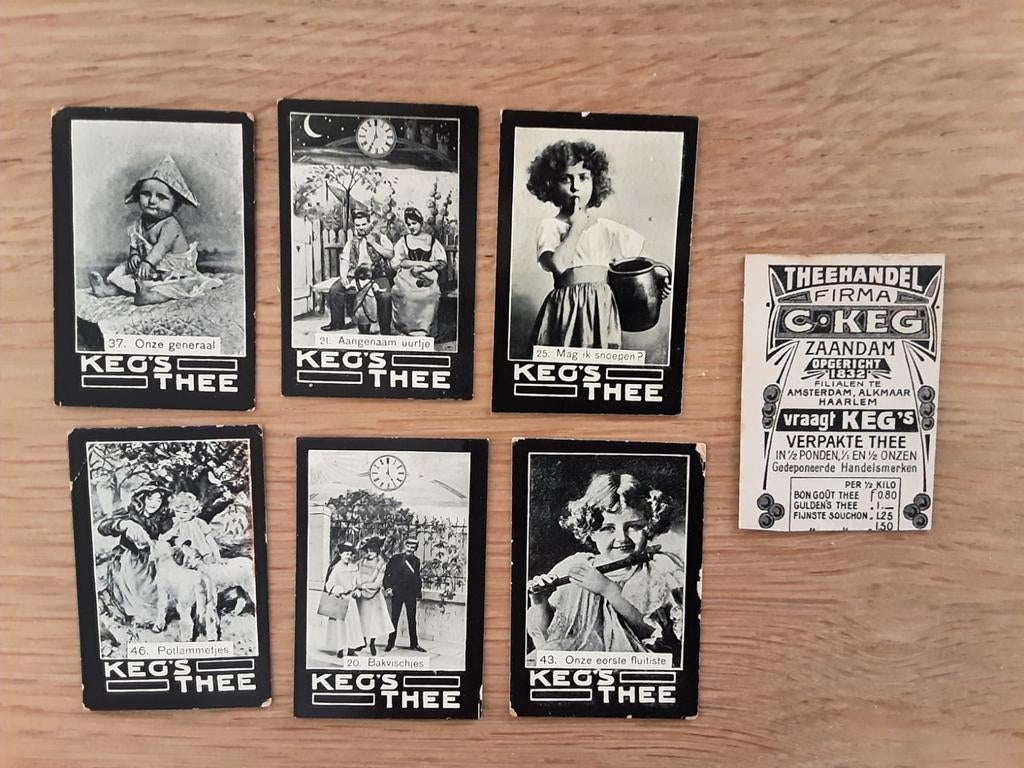 37. Onze generaal
KEG'S
THEE
21. Aangenaam uurtje
KEG'S
THEE
25. Mag ik snoepen?
KEG'S
THEE
46. Potlammetjes
KEG'S
THEE
20. Bakvischjes
KEG'S
THEE
43. Onze eerste fluitiste
KEG'S
THEE
THEEHANDEL
FIRMA
C•KEG
ZAANDAM
OPGERICHT
1832
FILIALEN TE
AMSTERDAM, ALKMAAR
HAARLEM
vraagt KEG'S
VERPAKTE THEE
IN ½ PONDEN, 1/1 EN ½ ONZEN
Gedeponeerde Handelsmerken
PER ½ KILO
BON GOÛT THEE f 0.80
GULDEN'S THEE . 1.—
FIJNSTE SOUCHON . 1.25
1.50